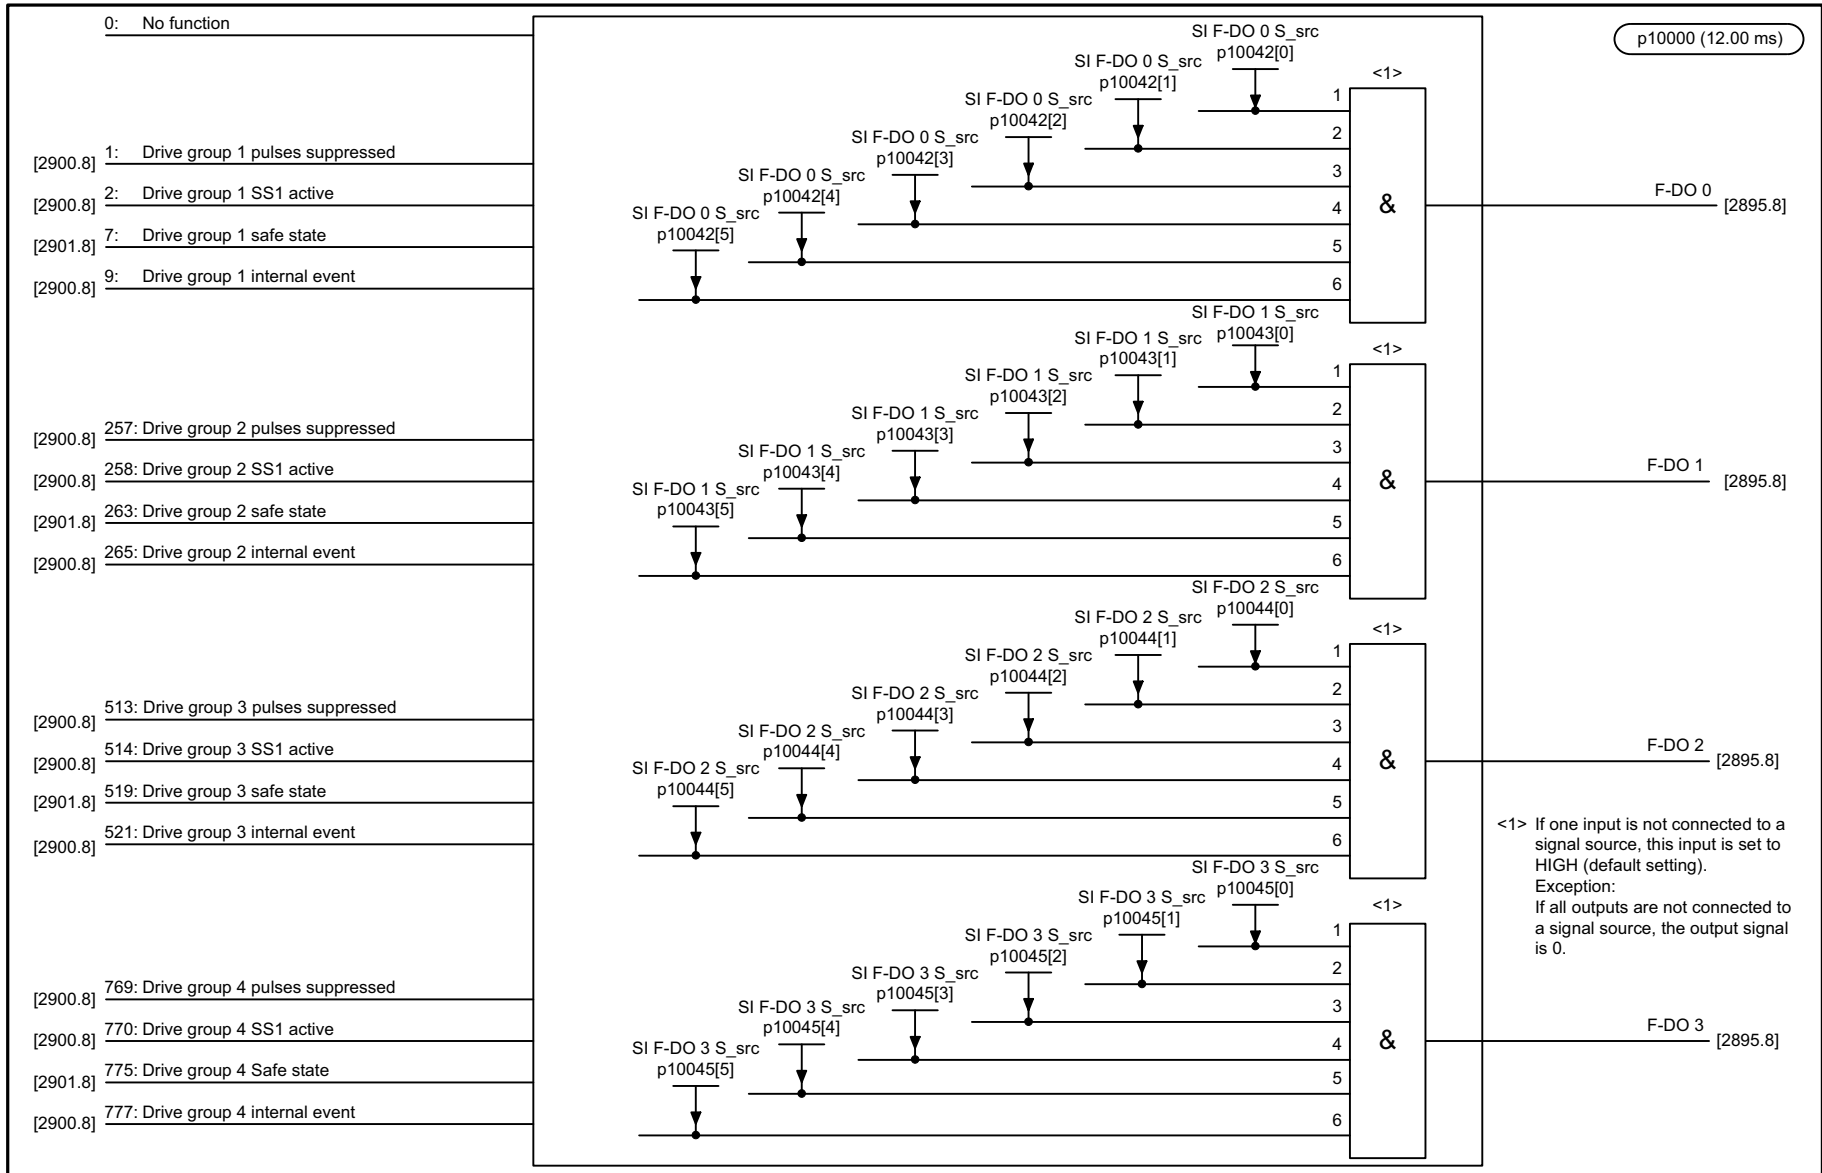 0: No function
p10000 (12.00 ms)
[2900.8] 1: Drive group 1 pulses suppressed
[2900.8] 2: Drive group 1 SS1 active
[2901.8] 7: Drive group 1 safe state
[2900.8] 9: Drive group 1 internal event
[2900.8] 257: Drive group 2 pulses suppressed
[2900.8] 258: Drive group 2 SS1 active
[2901.8] 263: Drive group 2 safe state
[2900.8] 265: Drive group 2 internal event
[2900.8] 513: Drive group 3 pulses suppressed
[2900.8] 514: Drive group 3 SS1 active
[2901.8] 519: Drive group 3 safe state
[2900.8] 521: Drive group 3 internal event
[2900.8] 769: Drive group 4 pulses suppressed
[2900.8] 770: Drive group 4 SS1 active
[2901.8] 775: Drive group 4 Safe state
[2900.8] 777: Drive group 4 internal event
SI F-DO 0 S_src
p10042[0]
SI F-DO 0 S_src
p10042[1]
SI F-DO 0 S_src
p10042[2]
SI F-DO 0 S_src
p10042[3]
SI F-DO 0 S_src
p10042[4]
SI F-DO 0 S_src
p10042[5]
<1>
1
2
3
4
5
6
&
F-DO 0
[2895.8]
SI F-DO 1 S_src
p10043[0]
SI F-DO 1 S_src
p10043[1]
SI F-DO 1 S_src
p10043[2]
SI F-DO 1 S_src
p10043[3]
SI F-DO 1 S_src
p10043[4]
SI F-DO 1 S_src
p10043[5]
<1>
1
2
3
4
5
6
&
F-DO 1
[2895.8]
SI F-DO 2 S_src
p10044[0]
SI F-DO 2 S_src
p10044[1]
SI F-DO 2 S_src
p10044[2]
SI F-DO 2 S_src
p10044[3]
SI F-DO 2 S_src
p10044[4]
SI F-DO 2 S_src
p10044[5]
<1>
1
2
3
4
5
6
&
F-DO 2
[2895.8]
SI F-DO 3 S_src
p10045[0]
SI F-DO 3 S_src
p10045[1]
SI F-DO 3 S_src
p10045[2]
SI F-DO 3 S_src
p10045[3]
SI F-DO 3 S_src
p10045[4]
SI F-DO 3 S_src
p10045[5]
<1>
1
2
3
4
5
6
&
F-DO 3
[2895.8]
<1> If one input is not connected to a
signal source, this input is set to
HIGH (default setting).
Exception:
If all outputs are not connected to
a signal source, the output signal
is 0.